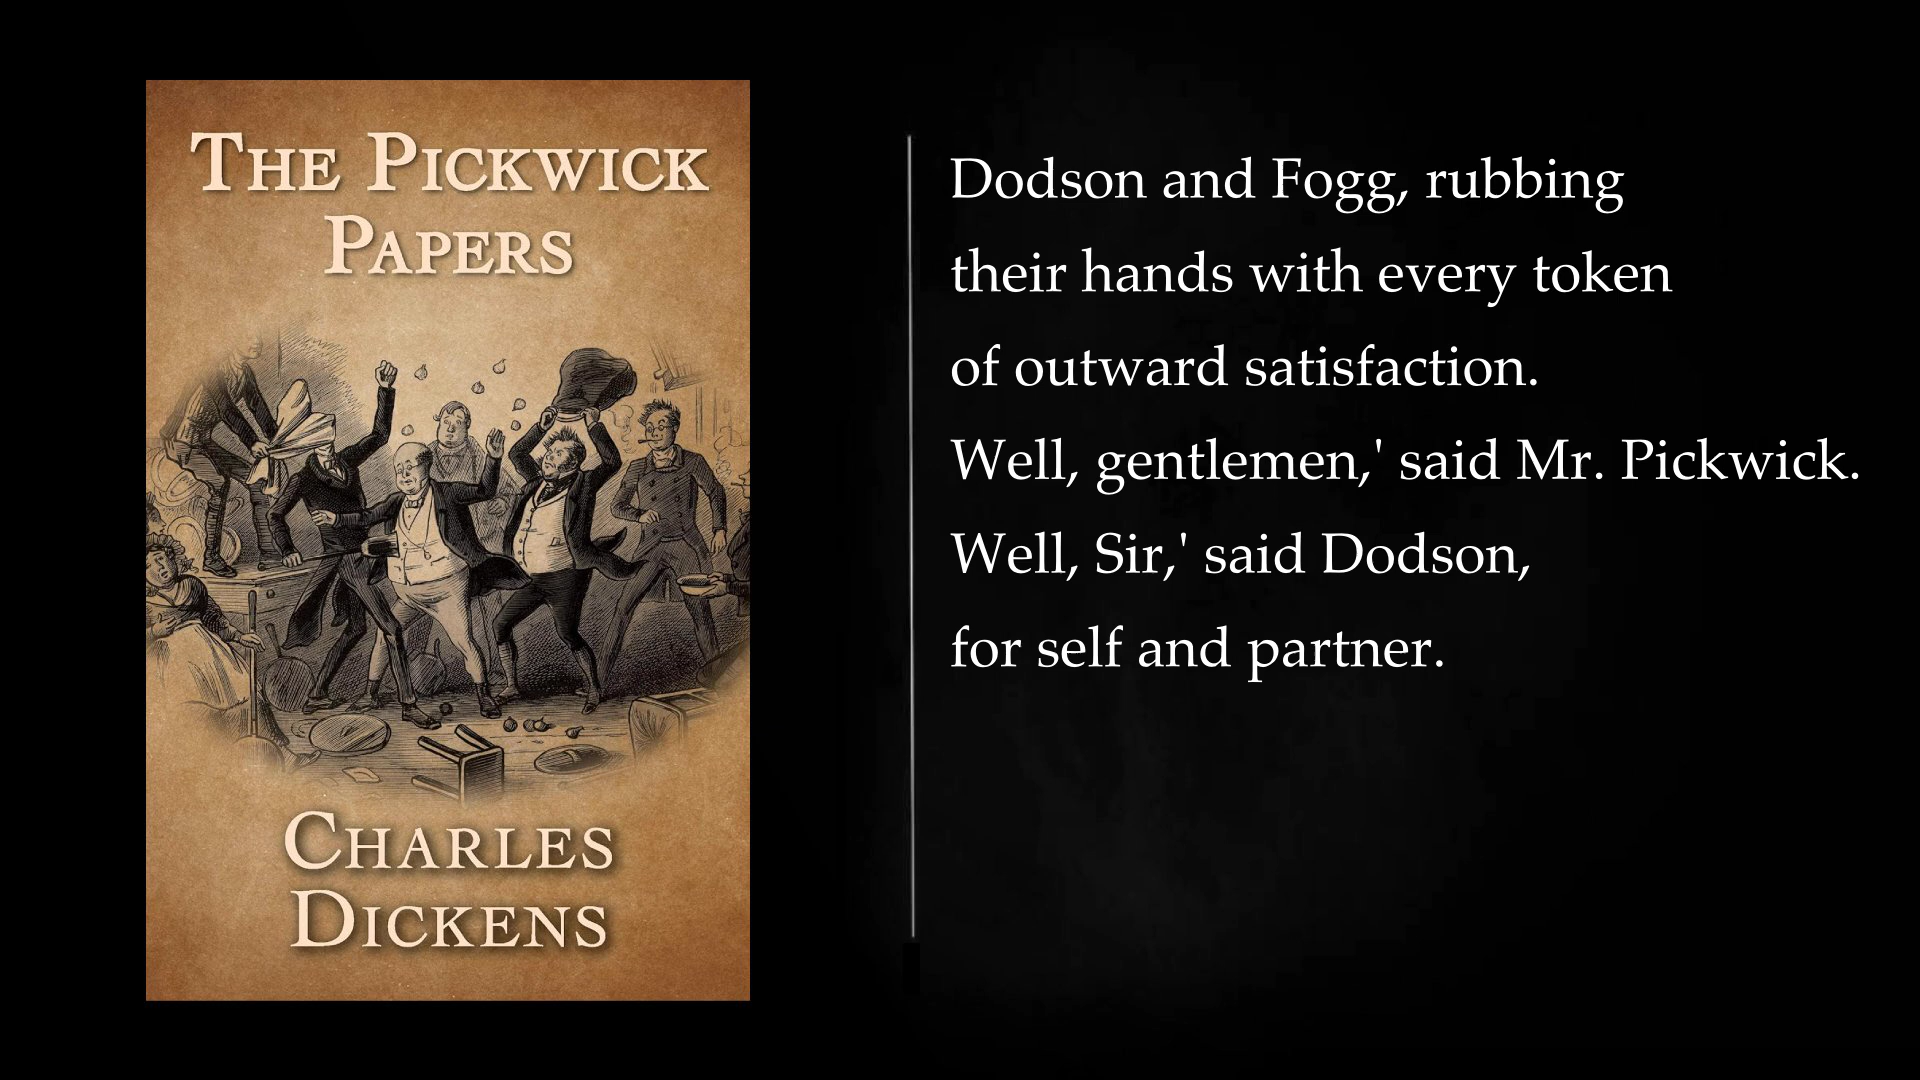 THE PICKWICK
PAPERS
CHARLES
DICKENS
Dodson and Fogg, rubbing
their hands with every token
of outward satisfaction.
Well, gentlemen,' said Mr. Pickwick.
Well, Sir,' said Dodson,
for self and partner.